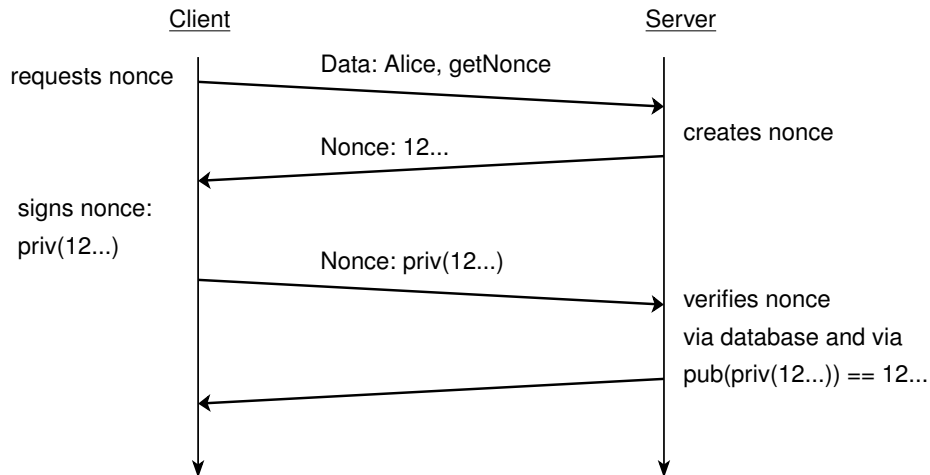 Client
Server
Data: Alice, getNonce
requests nonce
creates nonce
Nonce: 12...
signs nonce:
priv(12...)
Nonce: priv(12...)
verifies nonce
via database and via
pub(priv(12...)) == 12...